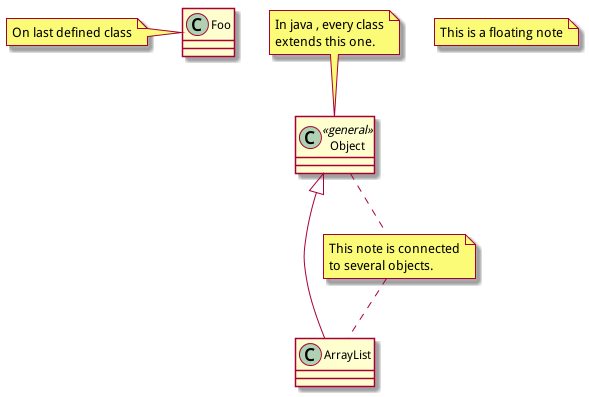 On last defined class
C Foo
In java , every class
extends this one.
This is a floating note
C «general»
Object
This note is connected
to several objects.
C ArrayList